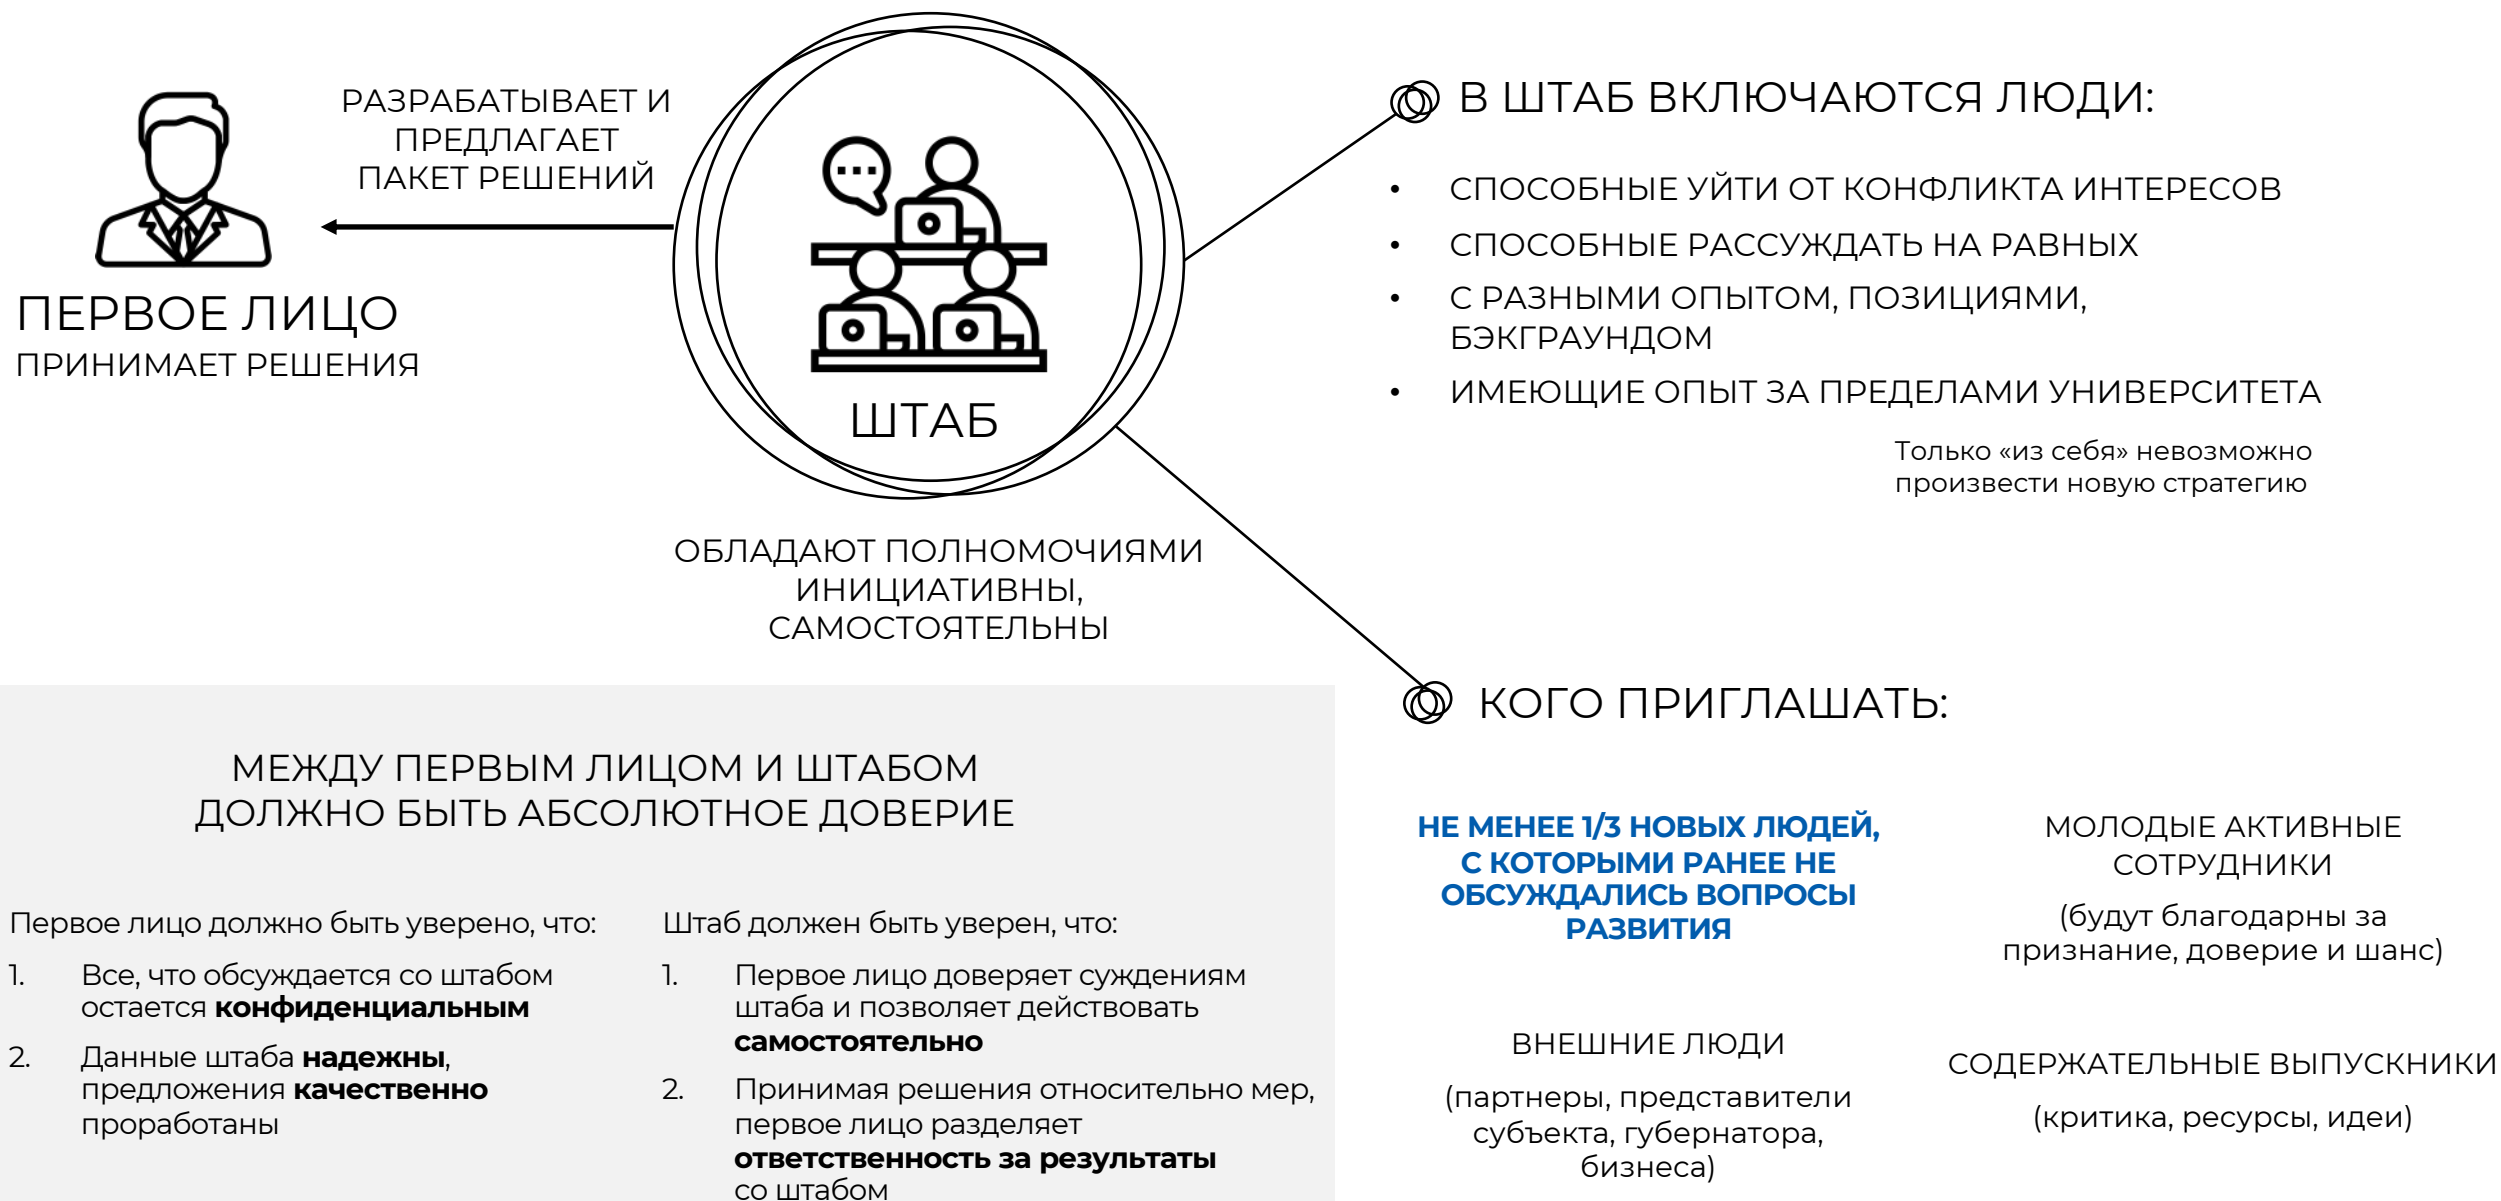 РАЗРАБАТЫВАЕТ И
ПРЕДЛАГАЕТ
ПАКЕТ РЕШЕНИЙ
ПЕРВОЕ ЛИЦО
ПРИНИМАЕТ РЕШЕНИЯ
ШТАБ
ОБЛАДАЮТ ПОЛНОМОЧИЯМИ
ИНИЦИАТИВНЫ,
САМОСТОЯТЕЛЬНЫ
В ШТАБ ВКЛЮЧАЮТСЯ ЛЮДИ:
• СПОСОБНЫЕ УЙТИ ОТ КОНФЛИКТА ИНТЕРЕСОВ
• СПОСОБНЫЕ РАССУЖДАТЬ НА РАВНЫХ
• С РАЗНЫМИ ОПЫТОМ, ПОЗИЦИЯМИ,
БЭКГРАУНДОМ
• ИМЕЮЩИЕ ОПЫТ ЗА ПРЕДЕЛАМИ УНИВЕРСИТЕТА
Только «из себя» невозможно
произвести новую стратегию
МЕЖДУ ПЕРВЫМ ЛИЦОМ И ШТАБОМ
ДОЛЖНО БЫТЬ АБСОЛЮТНОЕ ДОВЕРИЕ
Первое лицо должно быть уверено, что:
1. Все, что обсуждается со штабом
остается конфиденциальным
2. Данные штаба надежны,
предложения качественно
проработаны
Штаб должен быть уверен, что:
1. Первое лицо доверяет суждениям
штаба и позволяет действовать
самостоятельно
2. Принимая решения относительно мер,
первое лицо разделяет
ответственность за результаты
со штабом
КОГО ПРИГЛАШАТЬ:
НЕ МЕНЕЕ 1/3 НОВЫХ ЛЮДЕЙ,
С КОТОРЫМИ РАНЕЕ НЕ
ОБСУЖДАЛИСЬ ВОПРОСЫ
РАЗВИТИЯ
МОЛОДЫЕ АКТИВНЫЕ
СОТРУДНИКИ
(будут благодарны за
признание, доверие и шанс)
ВНЕШНИЕ ЛЮДИ
(партнеры, представители
субъекта, губернатора,
бизнеса)
СОДЕРЖАТЕЛЬНЫЕ ВЫПУСКНИКИ
(критика, ресурсы, идеи)